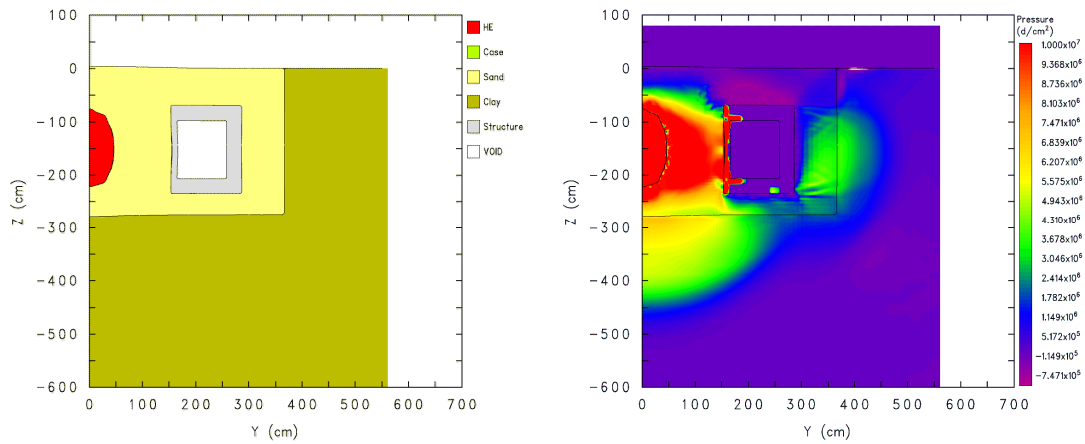 100
0
-100
-200
-300
-400
-500
-600
Z (cm)
0 100 200 300 400 500 600 700
Y (cm)
HE
Case
Sand
Clay
Structure
VOID
100
0
-100
-200
-300
-400
-500
-600
Z (cm)
0 100 200 300 400 500 600 700
Y (cm)
Pressure
(d/cm²)
1.000x10⁷
9.368x10⁶
8.736x10⁶
8.103x10⁶
7.471x10⁶
6.839x10⁶
6.207x10⁶
5.575x10⁶
4.943x10⁶
4.310x10⁶
3.678x10⁶
3.046x10⁶
2.414x10⁶
1.782x10⁶
1.149x10⁶
5.172x10⁵
-1.149x10⁵
-7.471x10⁵